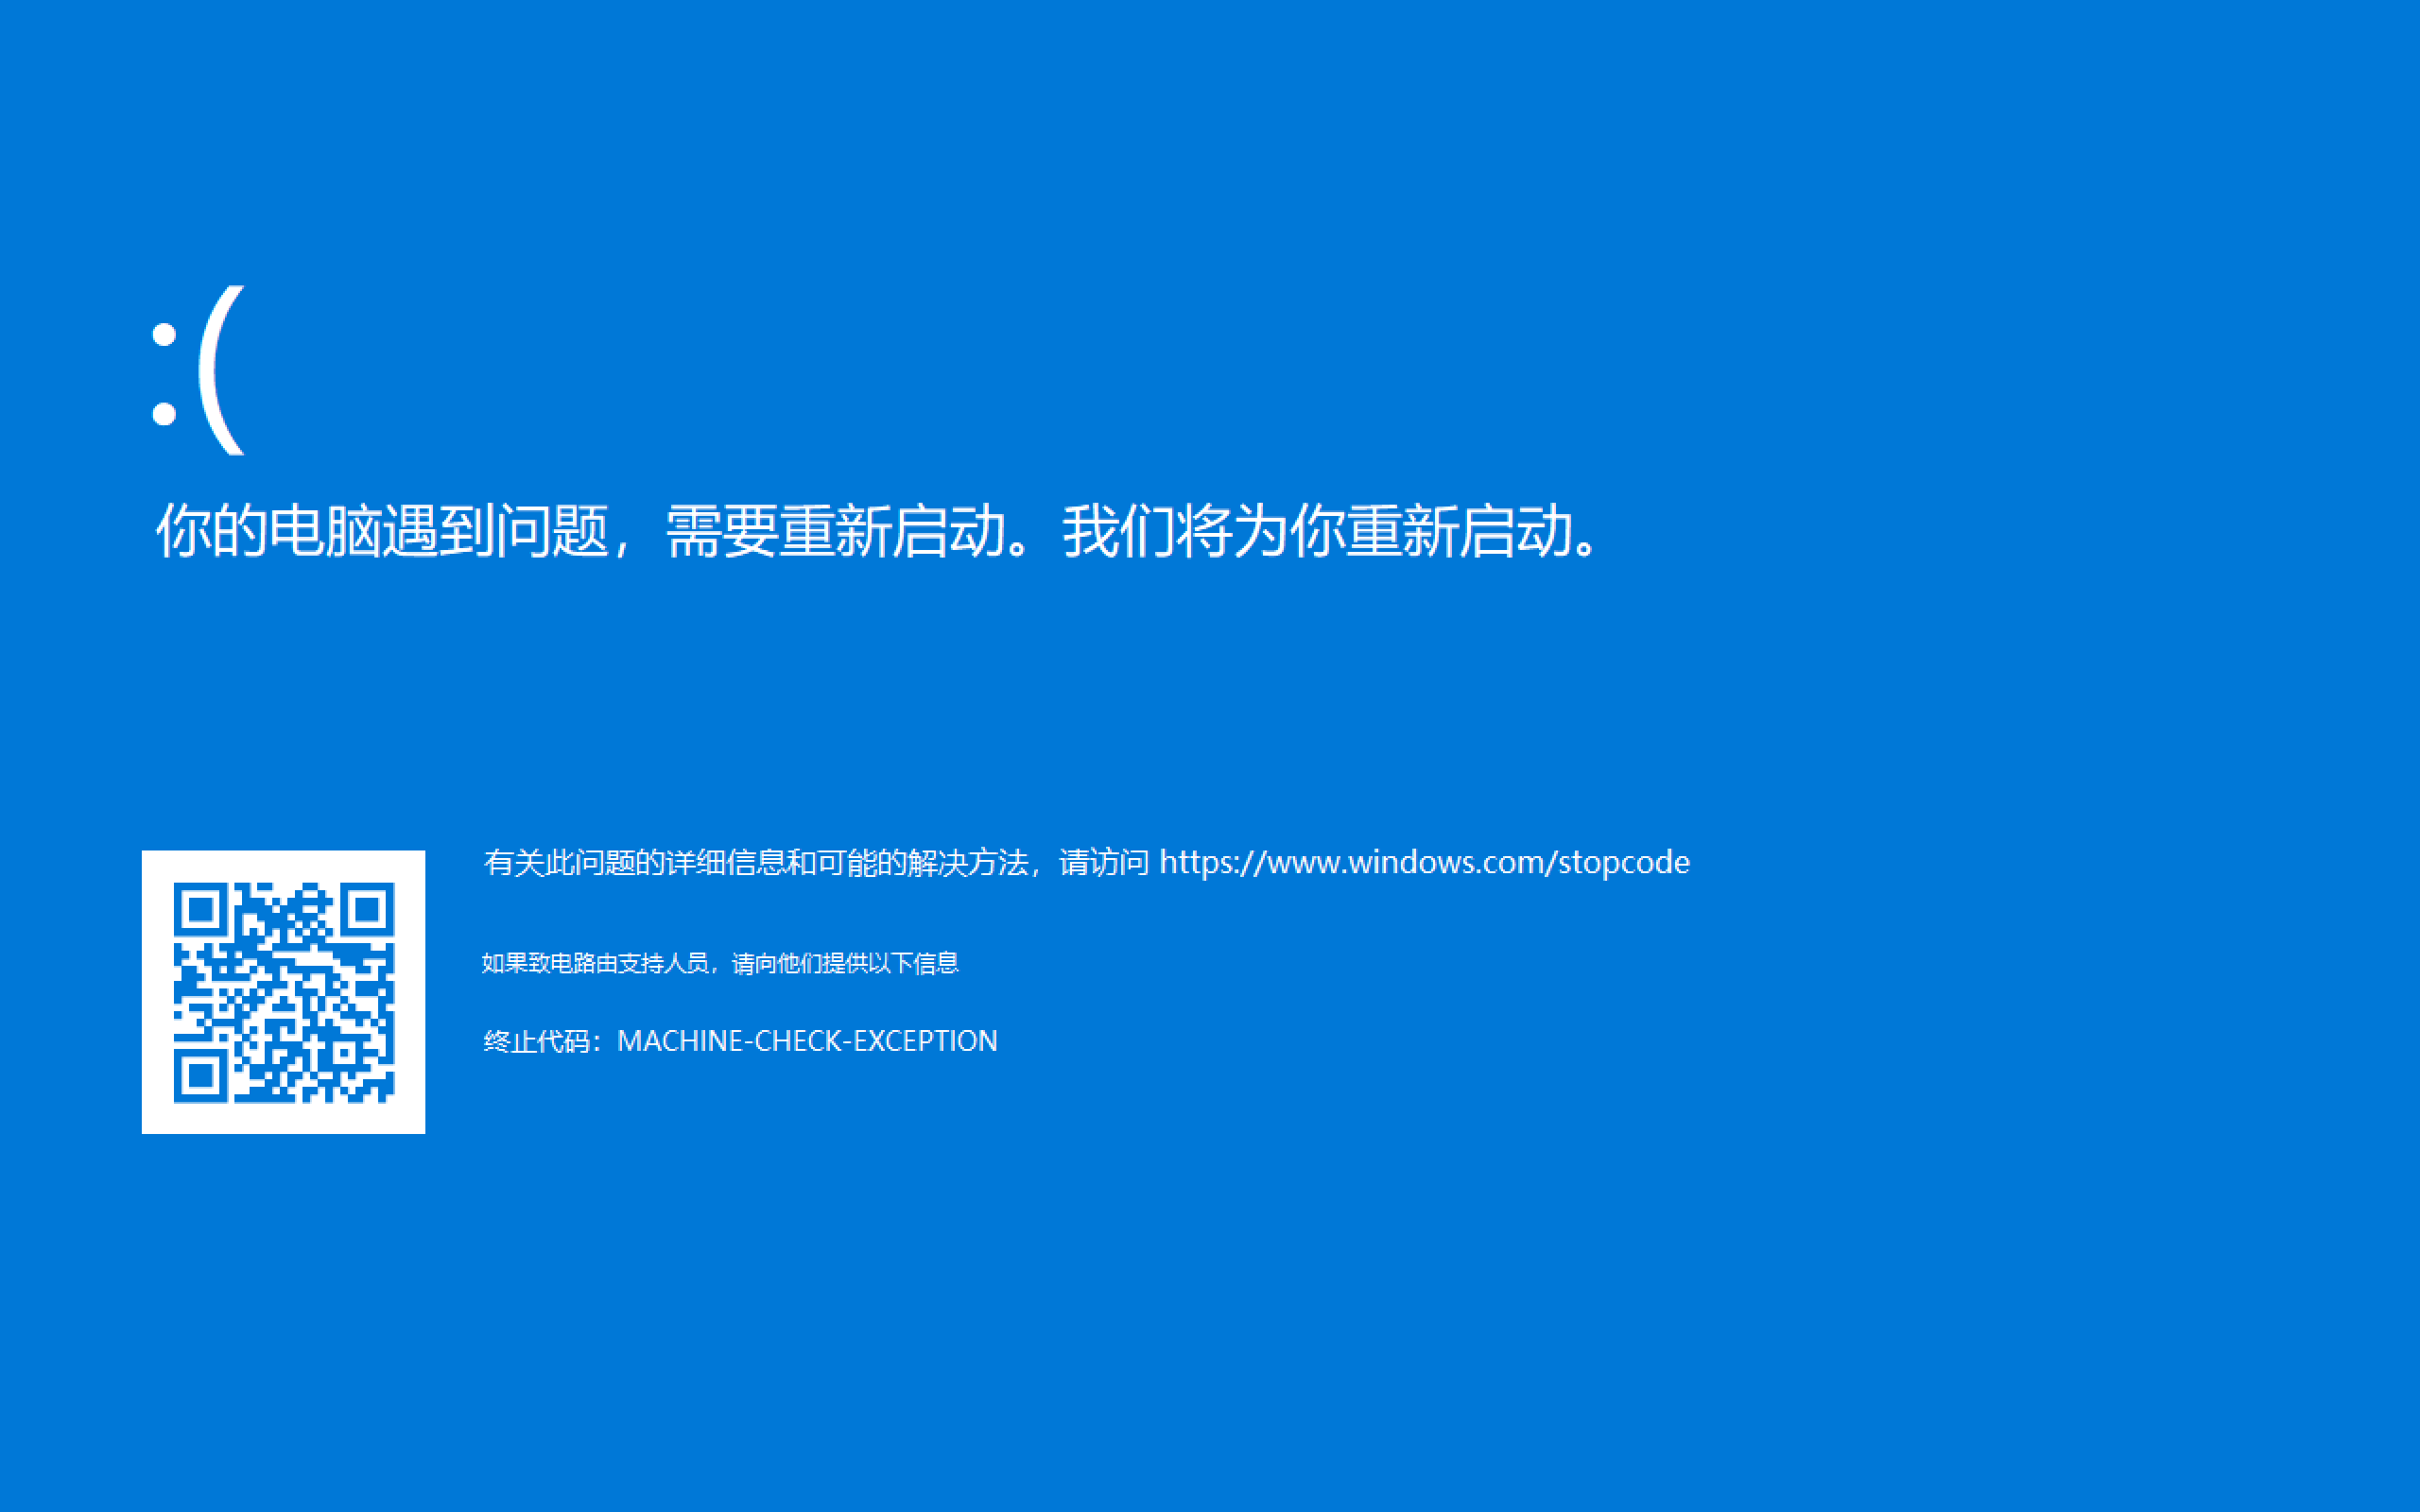 :(
你的电脑遇到问题，需要重新启动。我们将为你重新启动。
有关此问题的详细信息和可能的解决方法，请访问 https://www.windows.com/stopcode
如果致电路由支持人员，请向他们提供以下信息
终止代码：MACHINE-CHECK-EXCEPTION